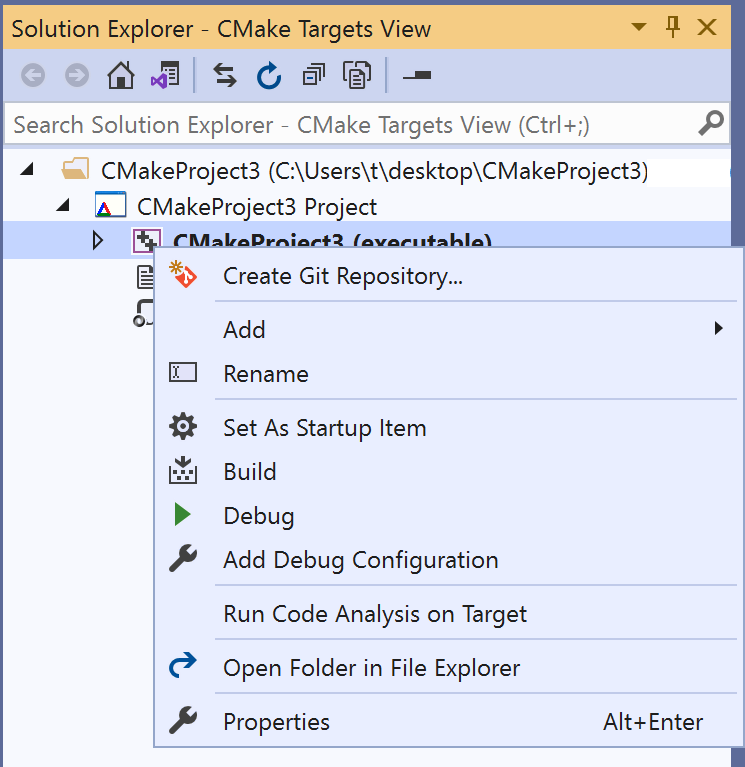 Solution Explorer - CMake Targets View
Search Solution Explorer - CMake Targets View (Ctrl+;)
CMakeProject3 (C:\Users\t\desktop\CMakeProject3)
CMakeProject3 Project
CMakeProject3 (executable)
Create Git Repository...
Add
Rename
Set As Startup Item
Build
Debug
Add Debug Configuration
Run Code Analysis on Target
Open Folder in File Explorer
Properties Alt+Enter